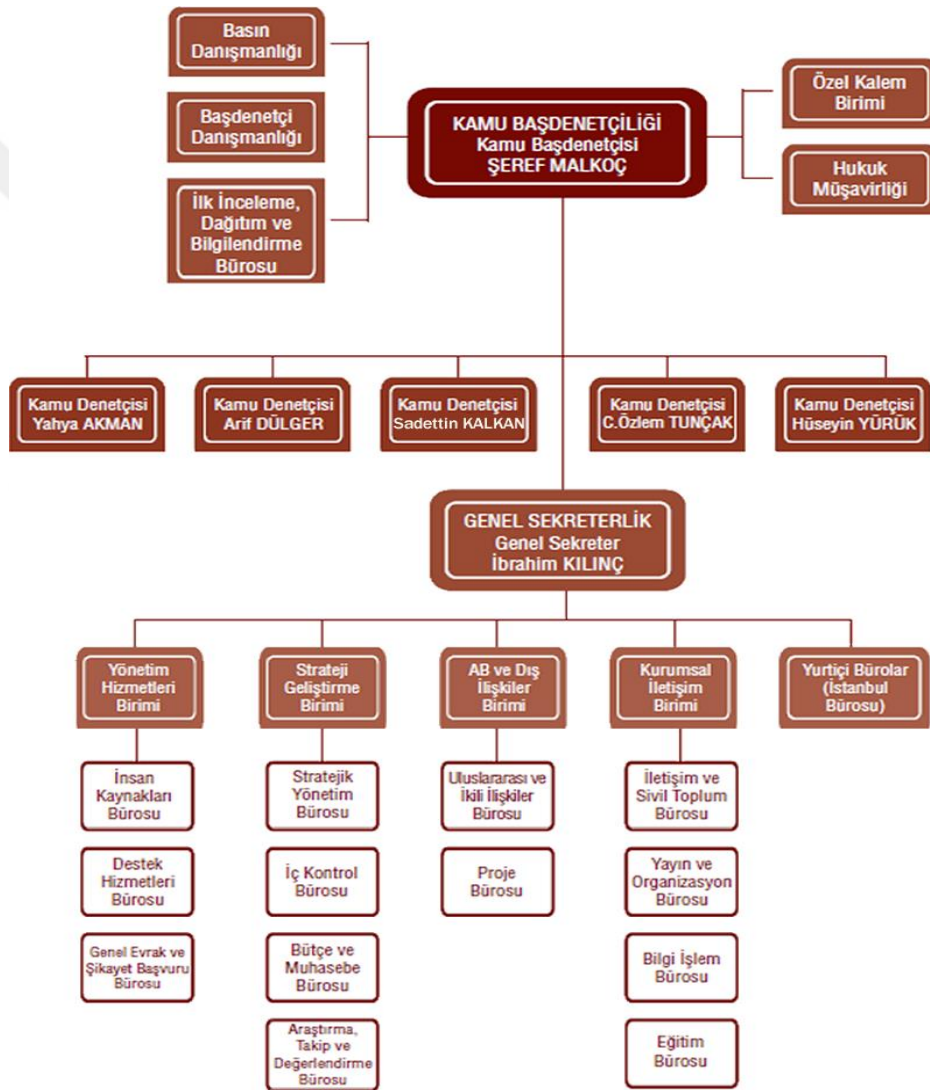 Basın
Danışmanlığı
Başdenetçi
Danışmanlığı
İlk İnceleme,
Dağıtım ve
Bilgilendirme
Bürosu
KAMU BAŞDENETÇİLİĞİ
Kamu Başdenetçisi
ŞEREF MALKOÇ
Özel Kalem
Birimi
Hukuk
Müşavirliği
Kamu Denetçisi
Yahya AKMAN
Kamu Denetçisi
Arif DÜLGER
Kamu Denetçisi
Sadettin KALKAN
Kamu Denetçisi
C.Özlem TUNÇAK
Kamu Denetçisi
Hüseyin YÜRÜK
GENEL SEKRETERLİK
Genel Sekreter
İbrahim KILINÇ
Yönetim
Hizmetleri
Birimi
İnsan
Kaynakları
Bürosu
Destek
Hizmetleri
Bürosu
Genel Evrak ve
Şikayet Başvuru
Bürosu
Strateji
Geliştirme
Birimi
Stratejik
Yönetim
Bürosu
İç Kontrol
Bürosu
Bütçe ve
Muhasebe
Bürosu
Araştırma,
Takip ve
Değerlendirme
Bürosu
AB ve Dış
İlişkiler
Birimi
Uluslararası ve
İkili İlişkiler
Bürosu
Proje
Bürosu
Kurumsal
İletişim
Birimi
İletişim ve
Sivil Toplum
Bürosu
Yayın ve
Organizasyon
Bürosu
Bilgi İşlem
Bürosu
Eğitim
Bürosu
Yurtiçi Bürolar
(İstanbul
Bürosu)